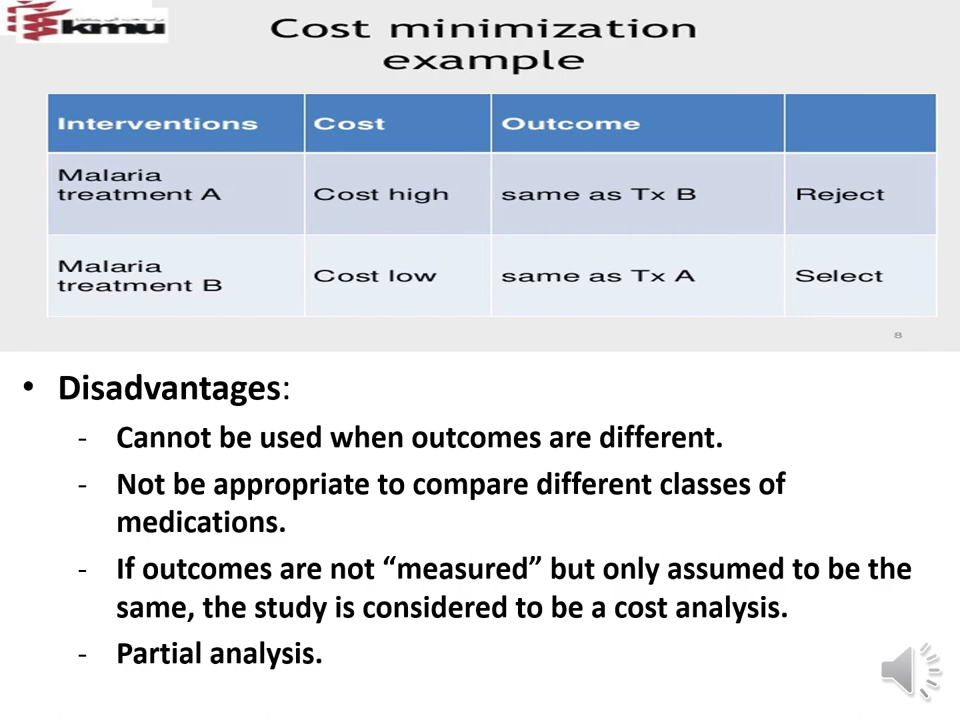 kmu
Cost minimization
example
Interventions Cost Outcome
Malaria
treatment A Cost high same as Tx B Reject
Malaria
treatment B Cost low same as Tx A Select
8
• Disadvantages:
- Cannot be used when outcomes are different.
- Not be appropriate to compare different classes of
medications.
- If outcomes are not “measured” but only assumed to be the
same, the study is considered to be a cost analysis.
- Partial analysis.